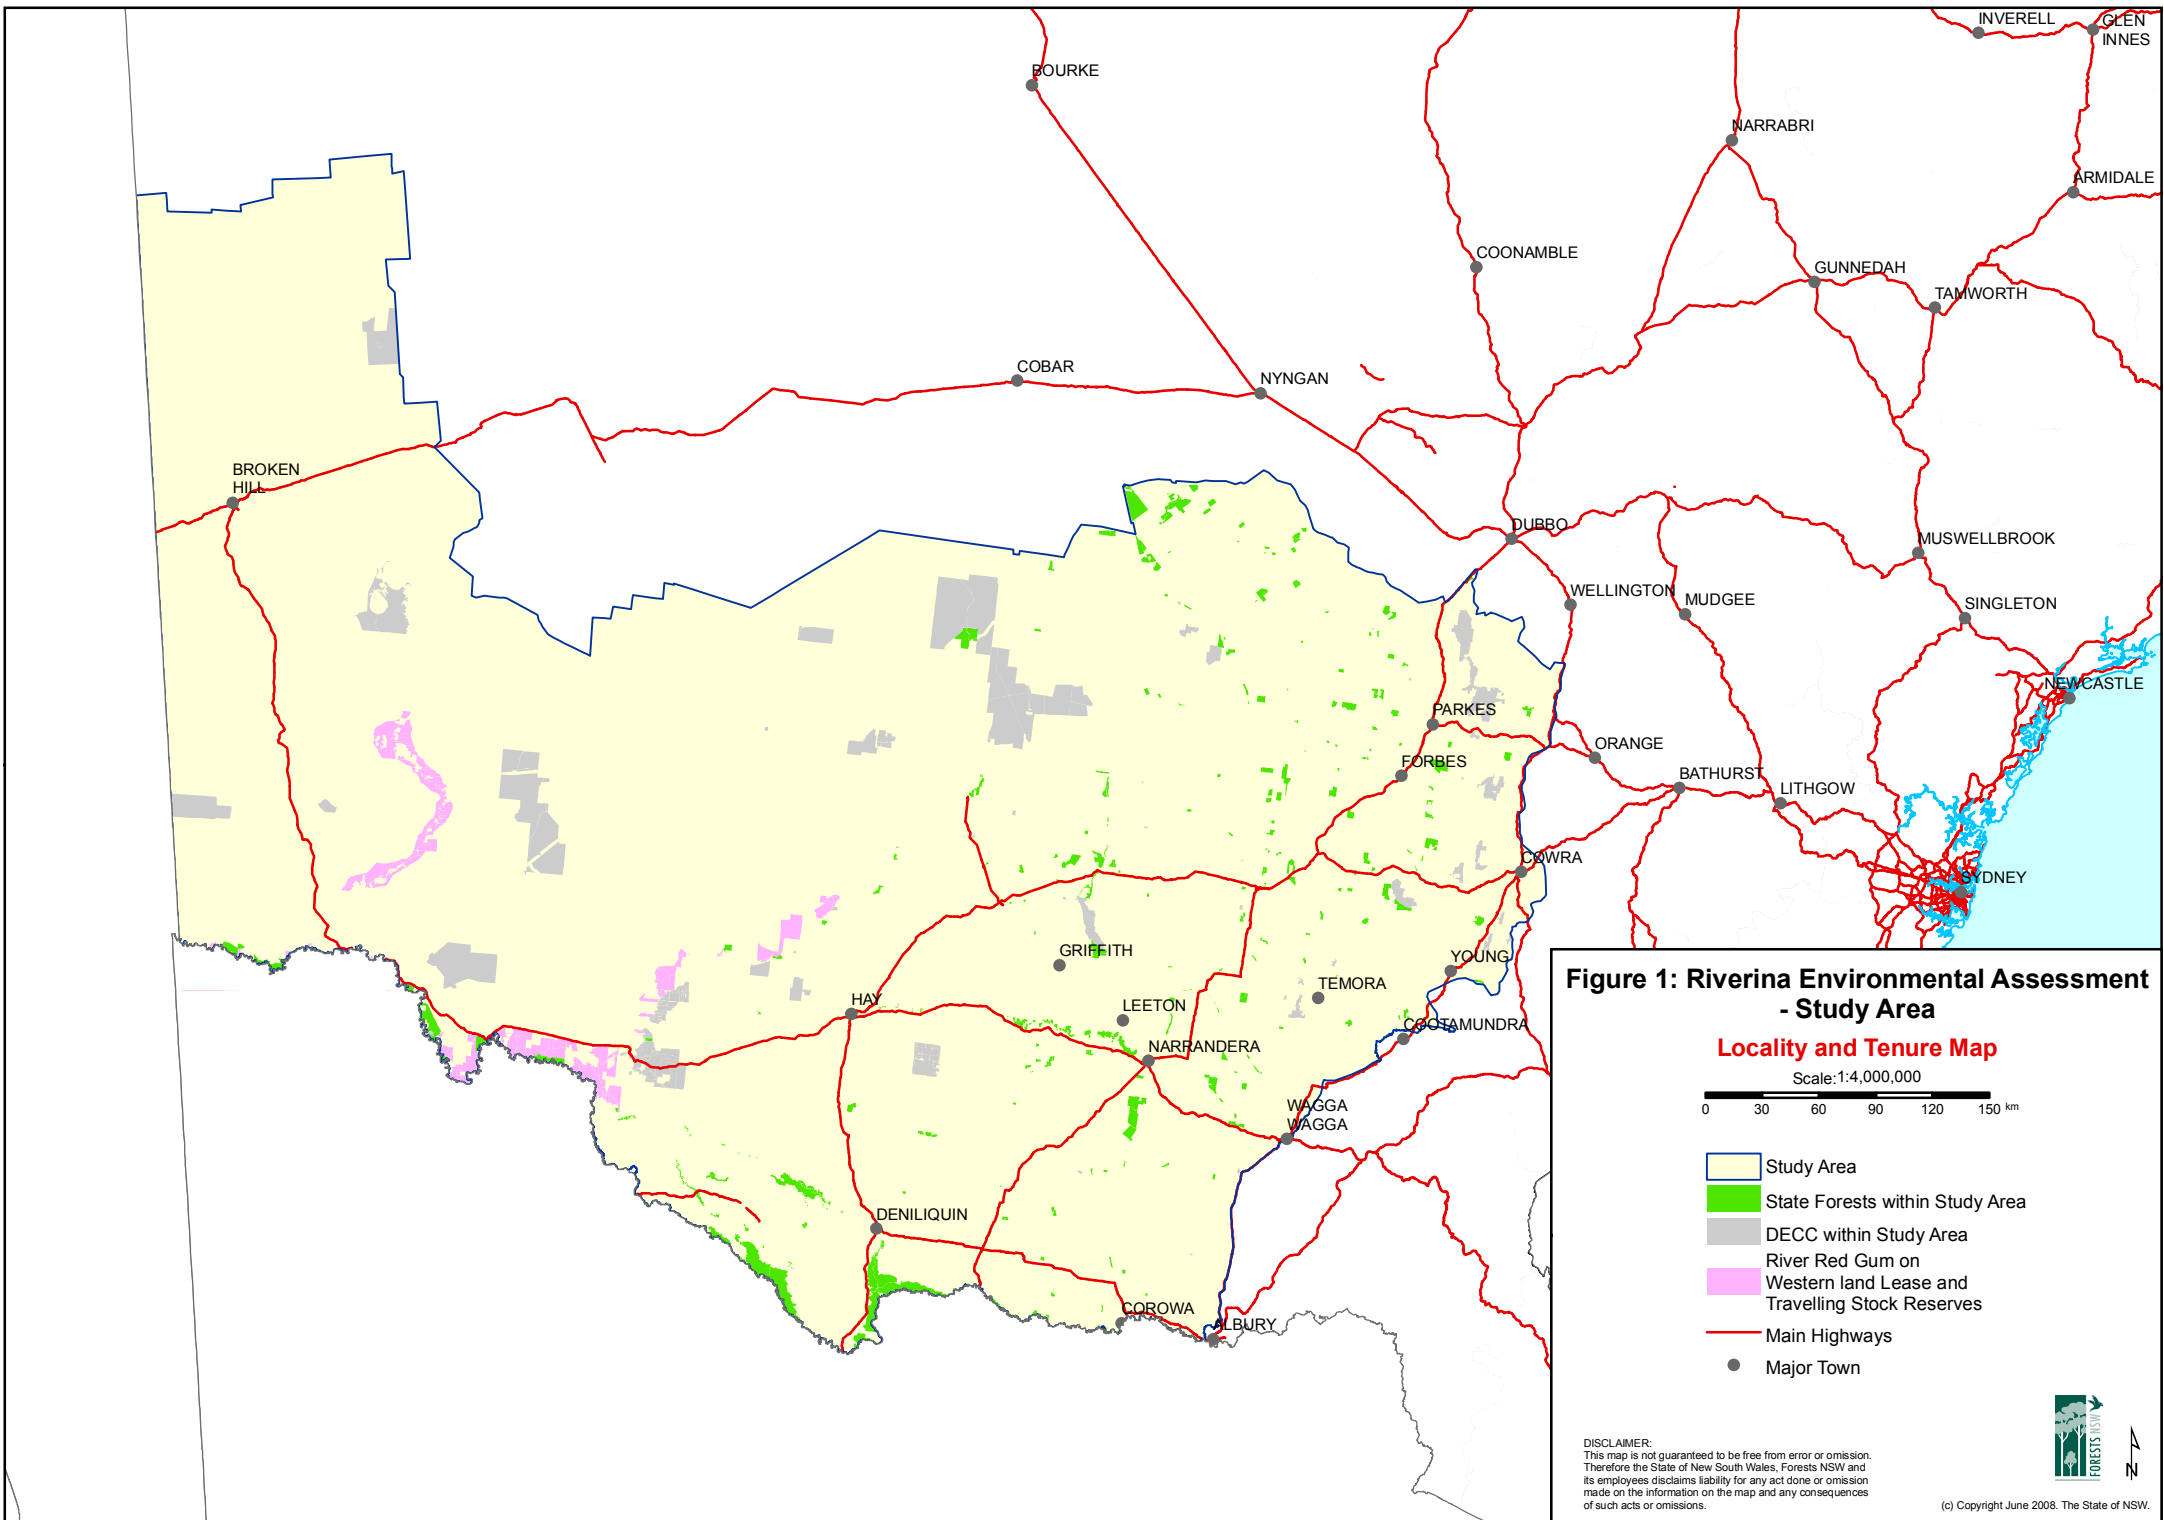 INVERELL
GLEN
INNES
BOURKE
NARRABRI
ARMIDALE
COONAMBLE
GUNNEDAH
TAMWORTH
COBAR
NYNGAN
BROKEN
HILL
DUBBO
MUSWELLBROOK
WELLINGTON
MUDGEE
SINGLETON
NEWCASTLE
PARKES
ORANGE
FORBES
BATHURST
LITHGOW
COWRA
SYDNEY
GRIFFITH
YOUNG
TEMORA
HAY
LEETON
COOTAMUNDRA
NARRANDERA
WAGGA
WAGGA
DENILIQUIN
COROWA
ALBURY
Figure 1: Riverina Environmental Assessment
- Study Area
Locality and Tenure Map
Scale:1:4,000,000
0 30 60 90 120 150 km
Study Area
State Forests within Study Area
DECC within Study Area
River Red Gum on
Western land Lease and
Travelling Stock Reserves
Main Highways
Major Town
FORESTS NSW
N
DISCLAIMER:
This map is not guaranteed to be free from error or omission.
Therefore the State of New South Wales, Forests NSW and
its employees disclaims liability for any act done or omission
made on the information on the map and any consequences
of such acts or omissions.
(c) Copyright June 2008. The State of NSW.